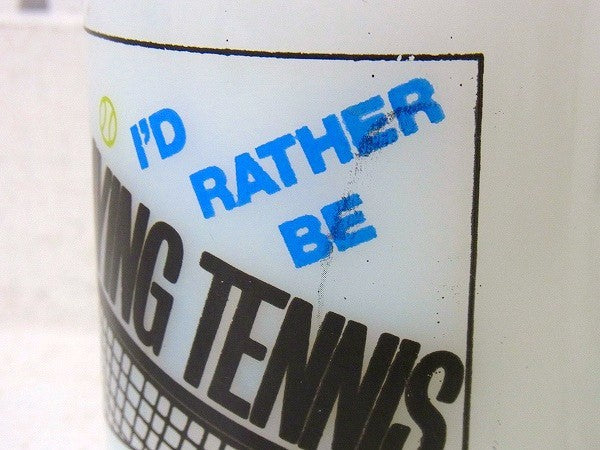 I'D
RATHER
BE
YING TENNIS